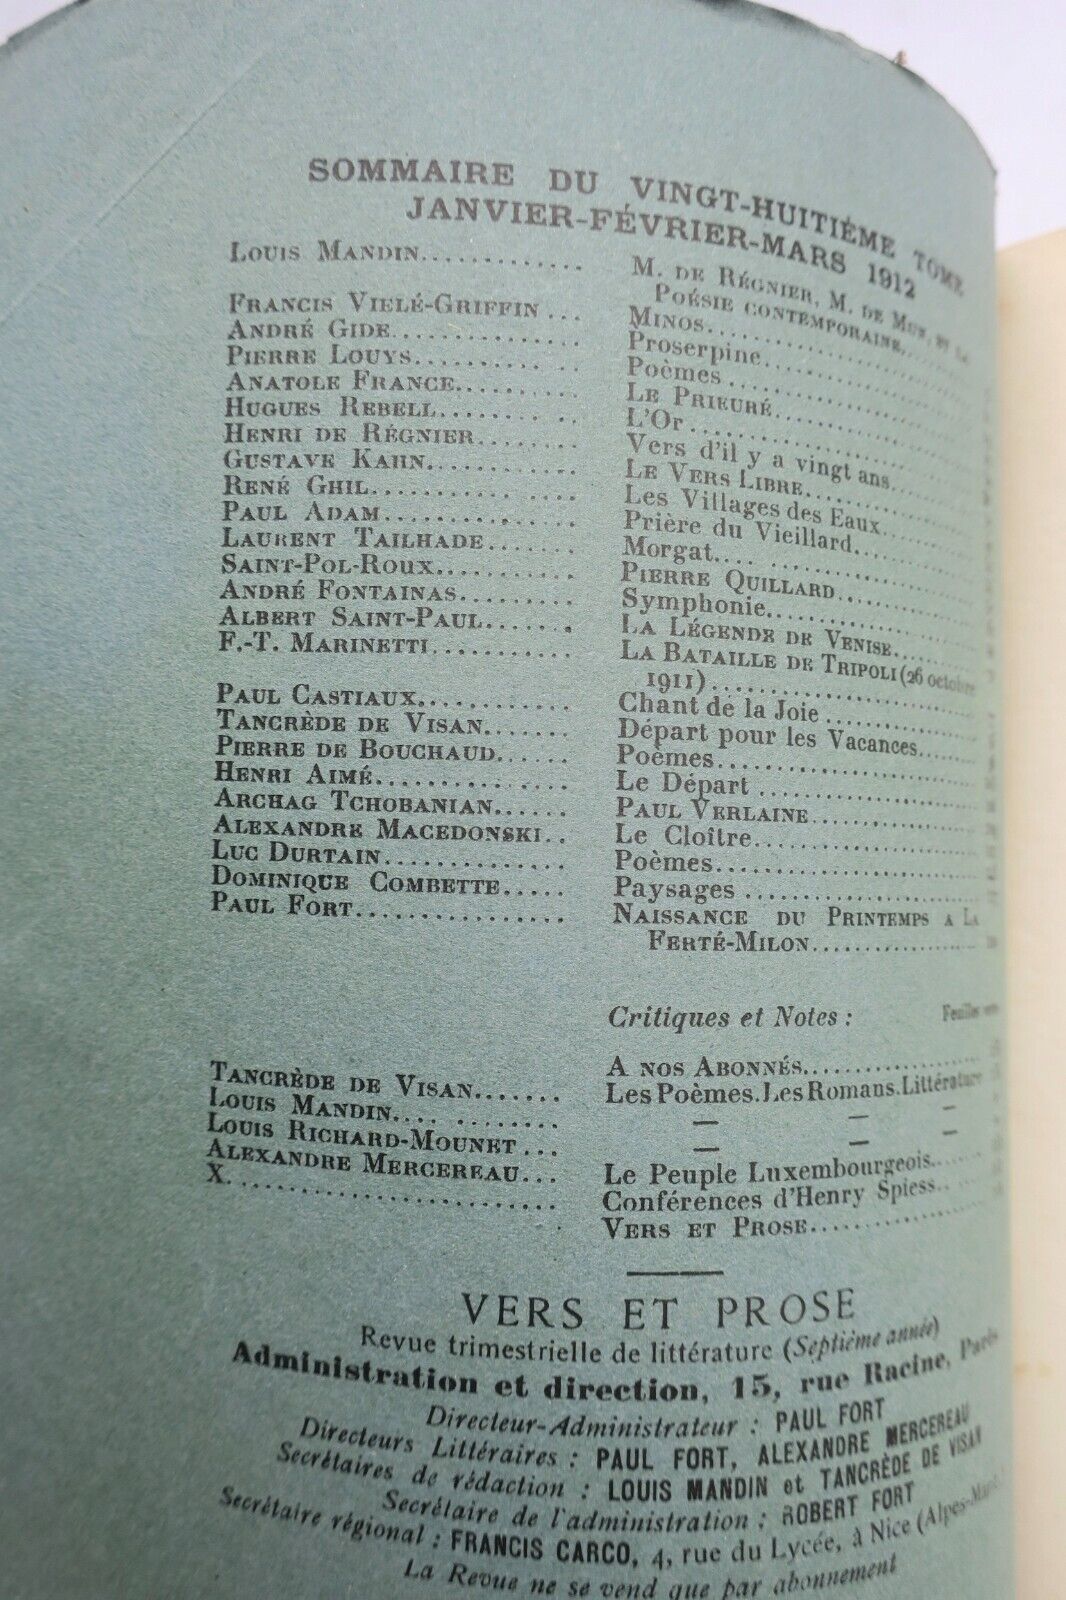 SOMMAIRE DU VINGT-HUITIÈME TOME
JANVIER-FÉVRIER-MARS 1912
LOUIS MANDIN............ M. DE RÉGNIER, M. DE MUN, ET LA
POÉSIE CONTEMPORAINE......
FRANCIS VIELÉ-GRIFFIN... MINOS............
ANDRÉ GIDE............ Proserpine............
PIERRE LOUYS............ Poèmes............
ANATOLE FRANCE............ LE PRIEURÉ............
HUGUES REBELL............ L'Or............
HENRI DE RÉGNIER............ Vers d'il y a vingt ans......
GUSTAVE KAHN............ LE VERS LIBRE............
RENÉ GHIL............ Les Villages des Eaux......
PAUL ADAM............ Prière du Vieillard......
LAURENT TAILHADE............ Morgat............
SAINT-POL-ROUX............ PIERRE QUILLARD............
ANDRÉ FONTAINAS............ Symphonie............
ALBERT SAINT-PAUL............ LA LÉGENDE DE VENISE......
F.-T. MARINETTI............ LA BATAILLE DE TRIPOLI (26 octobre
1911)............
PAUL CASTIAUX............ Chant de la Joie............
TANCRÈDE DE VISAN............ Départ pour les Vacances......
PIERRE DE BOUCHAUD............ Poèmes............
HENRI AIMÉ............ Le Départ............
ARCHAG TCHOBANIAN............ PAUL VERLAINE............
ALEXANDRE MACEDONSKI.. Le Cloître............
LUC DURTAIN............ Poèmes............
DOMINIQUE COMBETTE...... Paysages............
PAUL FORT............ NAISSANCE DU PRINTEMPS A LA
FERTÉ-MILON............
Critiques et Notes : Feuilles
A NOS ABONNÉS............
TANCRÈDE DE VISAN....... Les Poèmes. Les Romans. Littérature
LOUIS MANDIN............ — — —
LOUIS RICHARD-MOUNET... — — —
ALEXANDRE MERCEREAU... Le Peuple Luxembourgeois......
X............ Conférences d'Henry Spiess......
VERS ET PROSE............
VERS ET PROSE
Revue trimestrielle de littérature (Septième année)
Administration et direction, 15, rue Racine, Paris
Directeur-Administrateur : PAUL FORT
Directeurs Littéraires : PAUL FORT, ALEXANDRE MERCEREAU
Secrétaires de rédaction : LOUIS MANDIN et TANCRÈDE DE VISAN
Secrétaire de l'administration : ROBERT FORT
Secrétaire régional : FRANCIS CARCO, 4, rue du Lycée, à Nice (Alpes-Mar
La Revue ne se vend que par abonnement